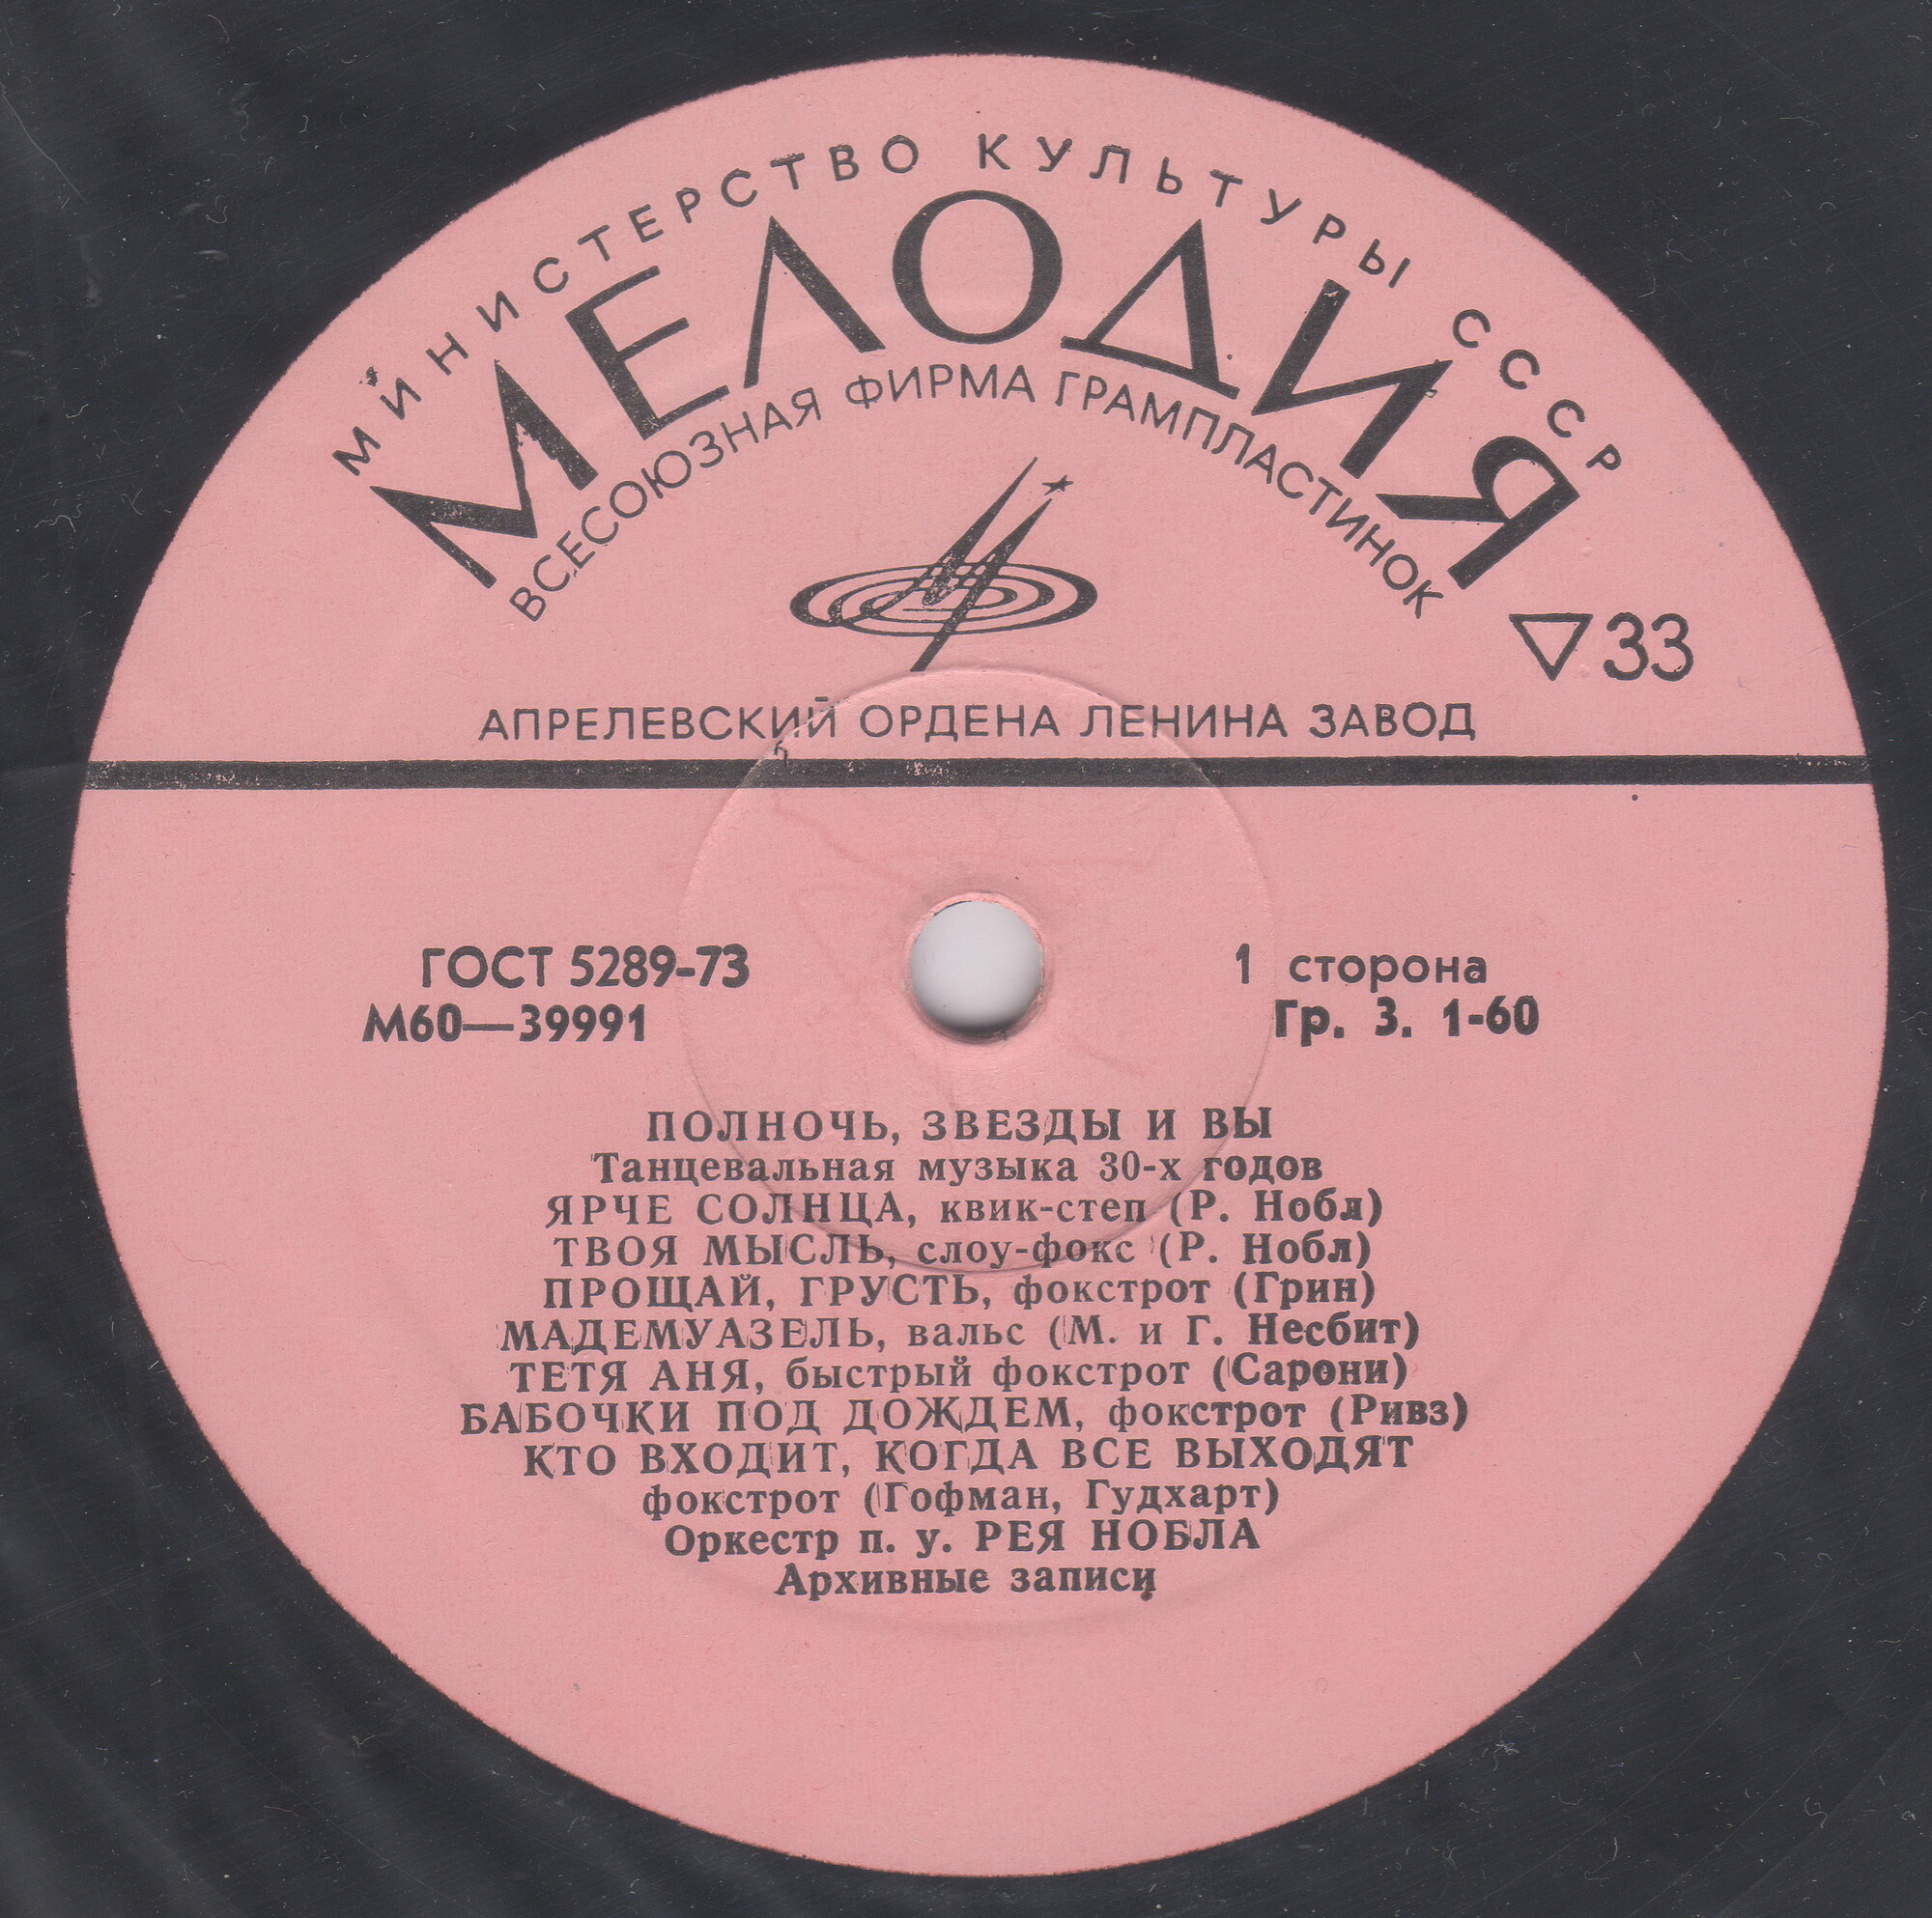 МИНИСТЕРСТВО КУЛЬТУРЫ СССР
МЕЛОДИЯ
ВСЕСОЮЗНАЯ ФИРМА ГРАМПЛАСТИНОК
▽33
АПРЕЛЕВСКИЙ ОРДЕНА ЛЕНИНА ЗАВОД
ГОСТ 5289-73
М60—39991
1 сторона
Гр. 3. 1-60
ПОЛНОЧЬ, ЗВЕЗДЫ И ВЫ
Танцевальная музыка 30-х годов
ЯРЧЕ СОЛНЦА, квик-степ (Р. Нобл)
ТВОЯ МЫСЛЬ, слоу-фокс (Р. Нобл)
ПРОЩАЙ, ГРУСТЬ, фокстрот (Грин)
МАДЕМУАЗЕЛЬ, вальс (М. и Г. Несбит)
ТЕТЯ АНЯ, быстрый фокстрот (Сарони)
БАБОЧКИ ПОД ДОЖДЕМ, фокстрот (Ривз)
КТО ВХОДИТ, КОГДА ВСЕ ВЫХОДЯТ
фокстрот (Гофман, Гудхарт)
Оркестр п. у. РЕЯ НОБЛА
Архивные записи